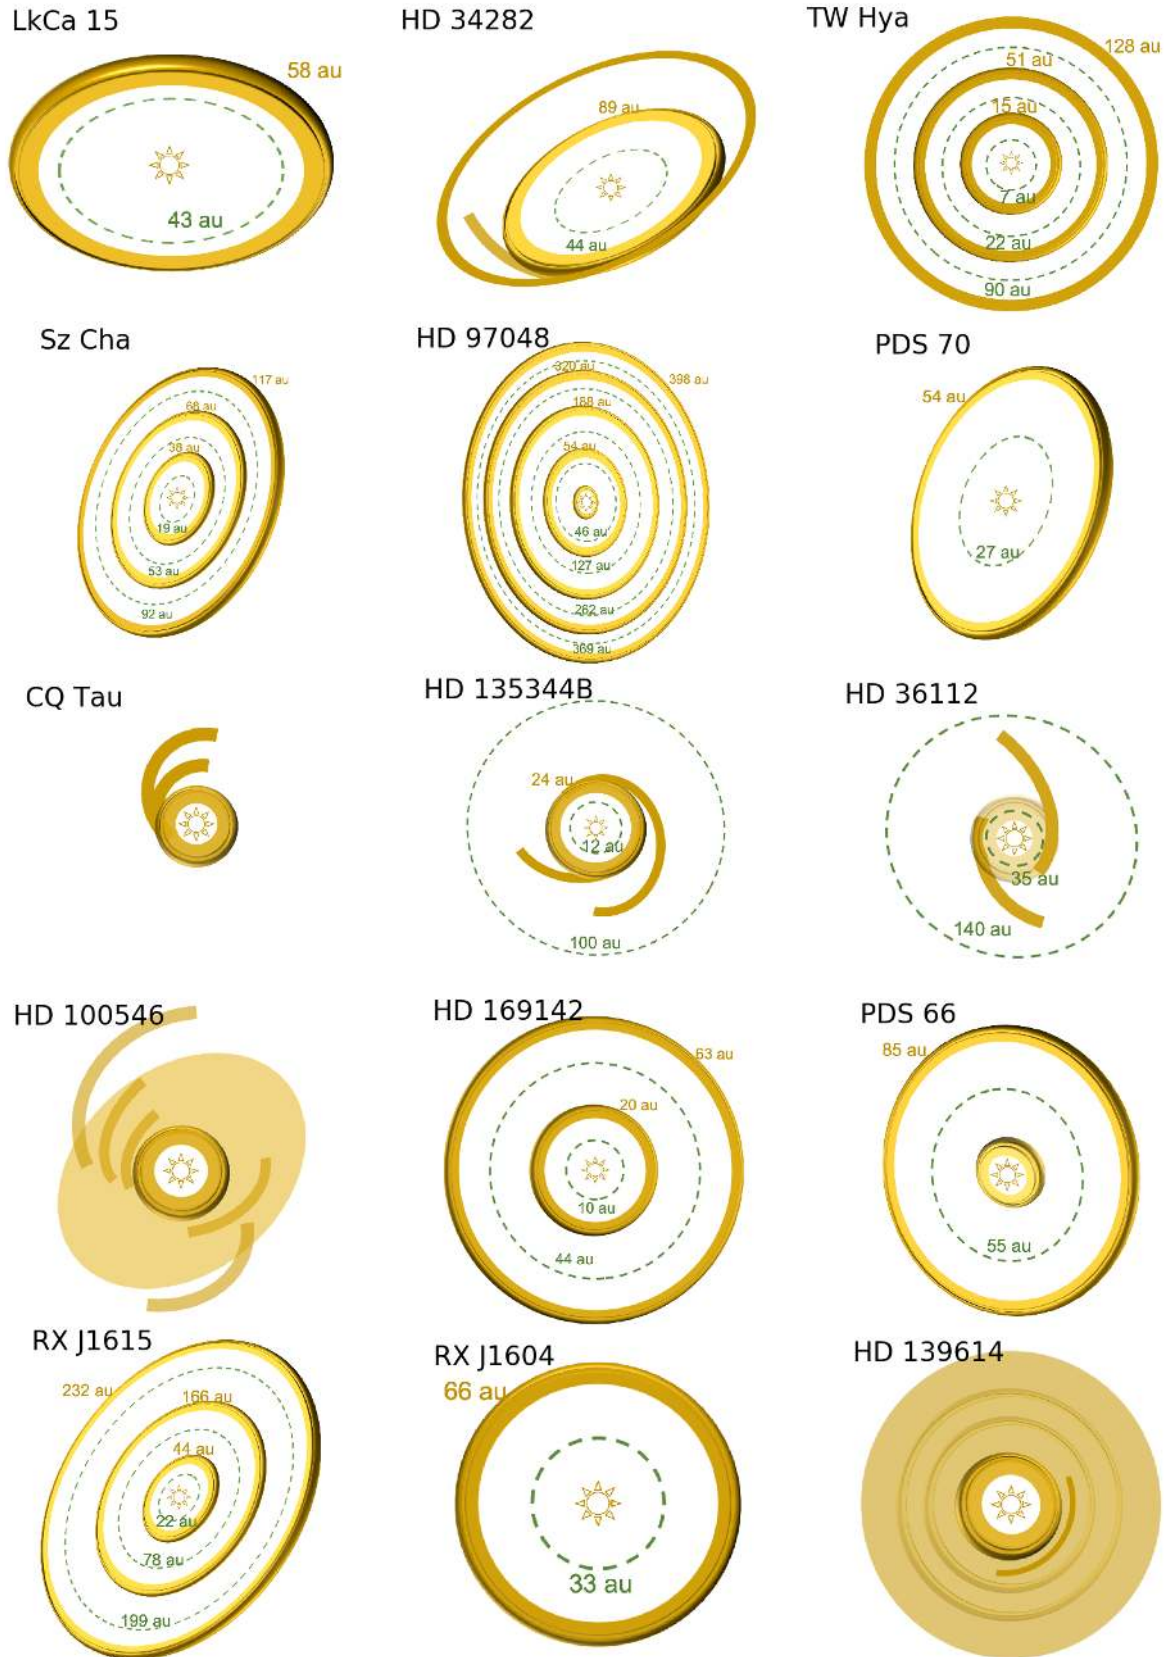 LkCa 15
58 au
43 au
HD 34282
89 au
44 au
TW Hya
128 au
51 au
15 au
7 au
22 au
90 au
Sz Cha
117 au
68 au
38 au
19 au
53 au
92 au
HD 97048
320 au
398 au
188 au
54 au
46 au
127 au
262 au
369 au
PDS 70
54 au
27 au
CQ Tau
HD 135344B
24 au
12 au
100 au
HD 36112
35 au
140 au
HD 100546
HD 169142
63 au
20 au
10 au
44 au
PDS 66
85 au
55 au
RX J1615
232 au
166 au
44 au
22 au
78 au
199 au
RX J1604
66 au
33 au
HD 139614